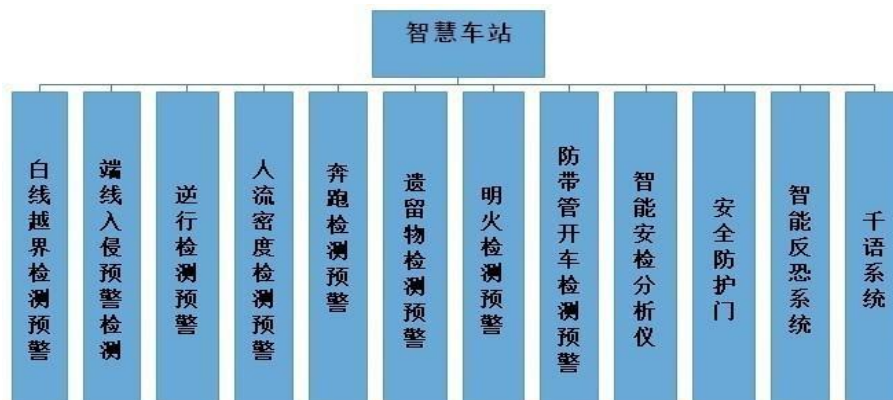 智慧车站
白线越界检测预警
端线入侵预警检测
逆行检测预警
人流密度检测预警
奔跑检测预警
遗留物检测预警
明火检测预警
防带管开车检测预警
智能安检分析仪
安全防护门
智能反恐系统
千语系统